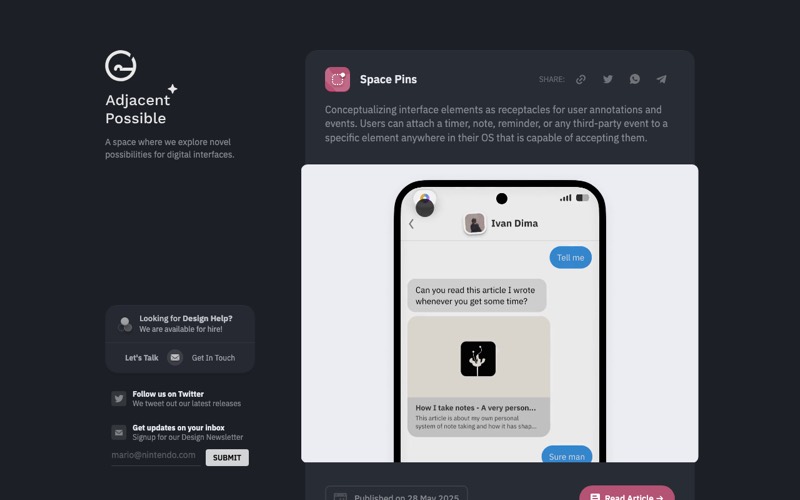 Adjacent
Possible
A space where we explore novel
possibilities for digital interfaces.
Looking for Design Help?
We are available for hire!
Let's Talk
Get In Touch
Follow us on Twitter
We tweet out our latest releases
Get updates on your inbox
Signup for our Design Newsletter
mario@nintendo.com
SUBMIT
Space Pins
SHARE:
Conceptualizing interface elements as receptacles for user annotations and
events. Users can attach a timer, note, reminder, or any third-party event to a
specific element anywhere in their OS that is capable of accepting them.
Ivan Dima
Tell me
Can you read this article I wrote
whenever you get some time?
How I take notes - A very person...
This article is about my own personal
system of note taking and how it has shap...
Sure man
Published on 28 May 2025
Read Article →